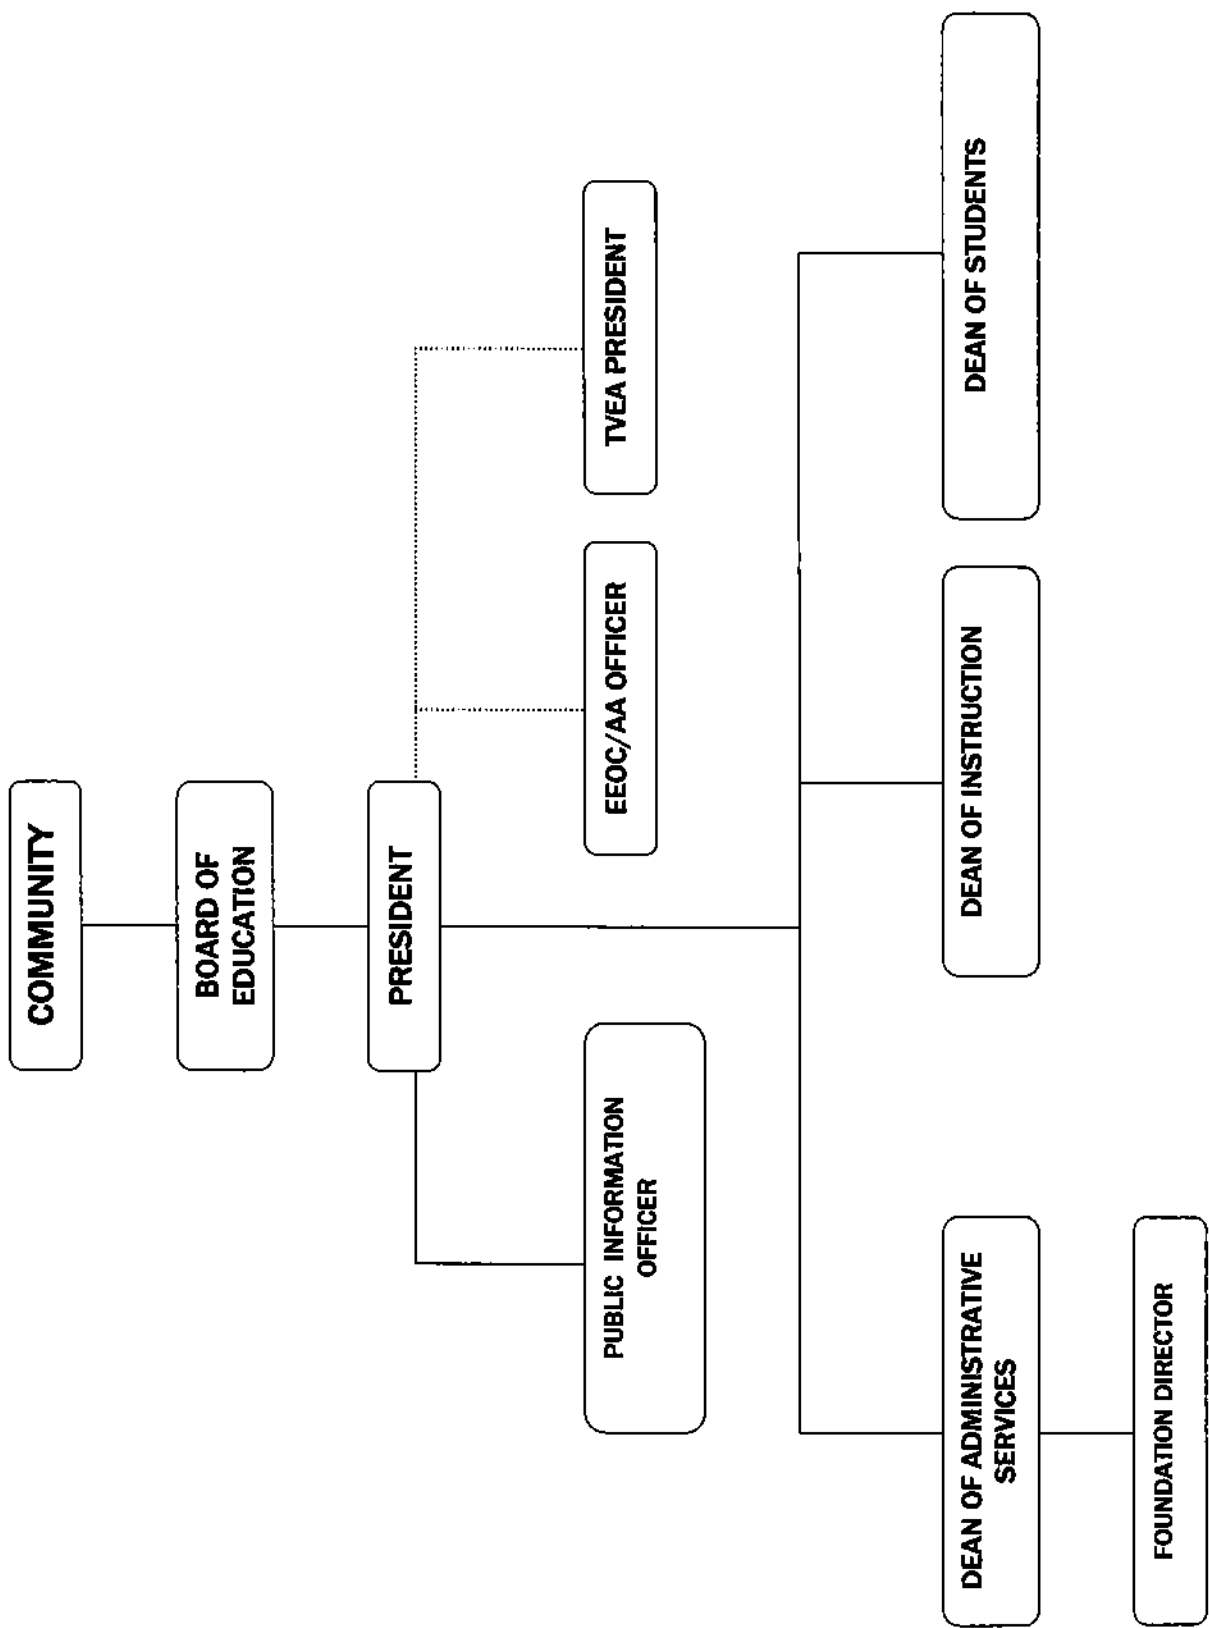 COMMUNITY
BOARD OF
EDUCATION
PRESIDENT
PUBLIC INFORMATION
OFFICER
EEOC/AA OFFICER
TVEA PRESIDENT
DEAN OF ADMINISTRATIVE
SERVICES
DEAN OF INSTRUCTION
DEAN OF STUDENTS
FOUNDATION DIRECTOR